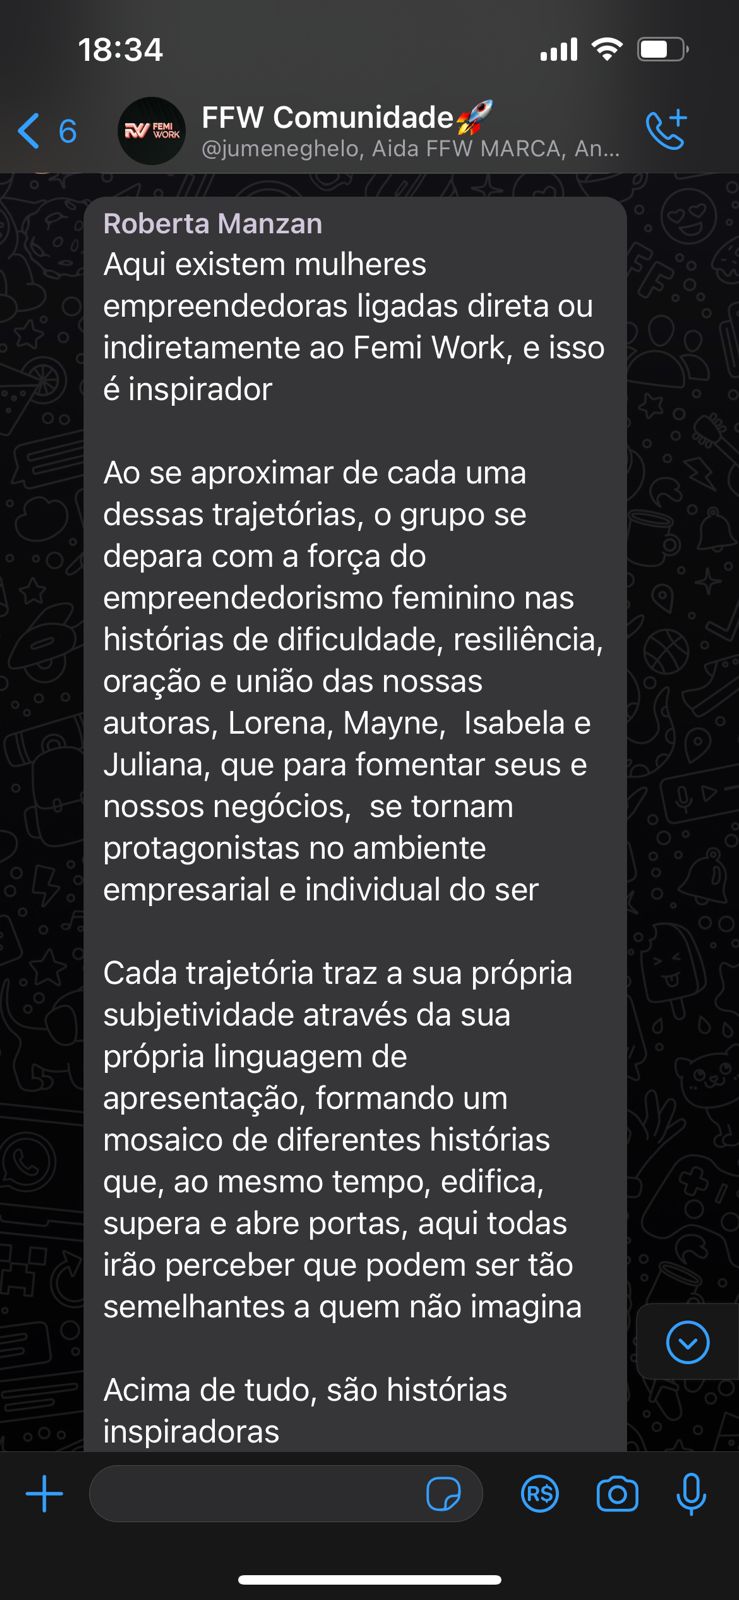 18:34
6
FEMI
WORK
FFW Comunidade🚀
@jumeneghelo, Aida FFW MARCA, An...
Roberta Manzan
Aqui existem mulheres
empreendedoras ligadas direta ou
indiretamente ao Femi Work, e isso
é inspirador
Ao se aproximar de cada uma
dessas trajetórias, o grupo se
depara com a força do
empreendedorismo feminino nas
histórias de dificuldade, resiliência,
oração e união das nossas
autoras, Lorena, Mayne,  Isabela e
Juliana, que para fomentar seus e
nossos negócios,  se tornam
protagonistas no ambiente
empresarial e individual do ser
Cada trajetória traz a sua própria
subjetividade através da sua
própria linguagem de
apresentação, formando um
mosaico de diferentes histórias
que, ao mesmo tempo, edifica,
supera e abre portas, aqui todas
irão perceber que podem ser tão
semelhantes a quem não imagina
Acima de tudo, são histórias
inspiradoras
R$